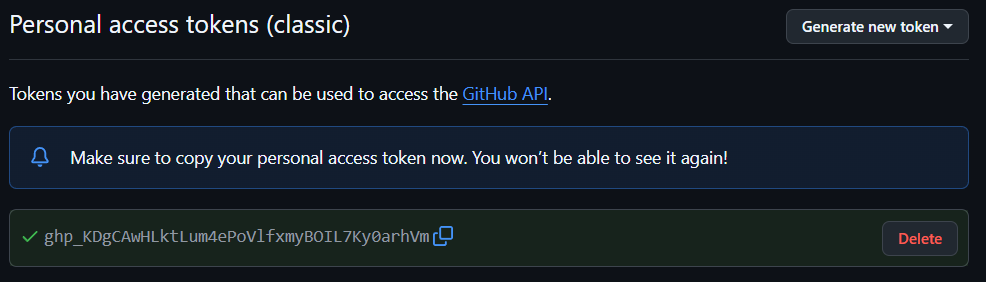 Personal access tokens (classic)
Generate new token
Tokens you have generated that can be used to access the GitHub API.
Make sure to copy your personal access token now. You won't be able to see it again!
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
Delete